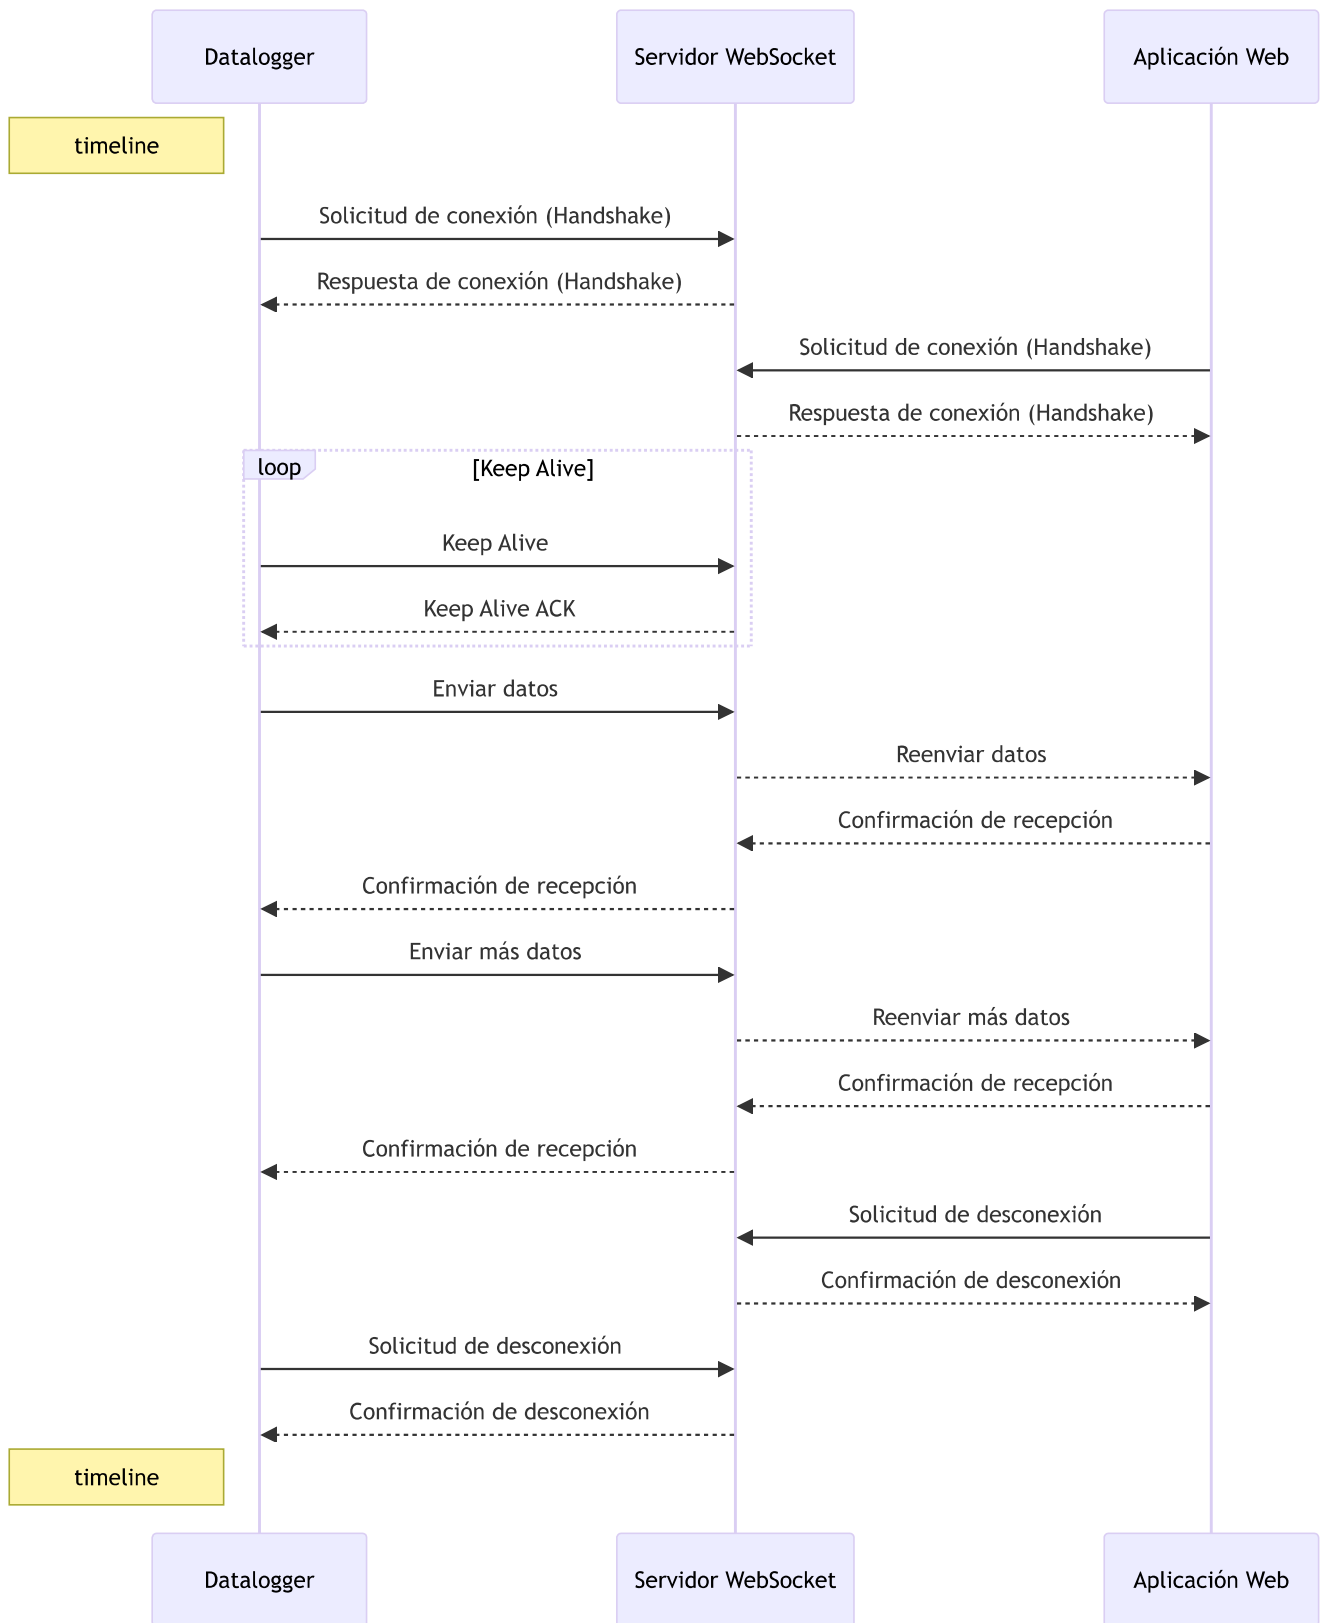 Datalogger
Servidor WebSocket
Aplicación Web
timeline
Solicitud de conexión (Handshake)
Respuesta de conexión (Handshake)
Solicitud de conexión (Handshake)
Respuesta de conexión (Handshake)
loop
[Keep Alive]
Keep Alive
Keep Alive ACK
Enviar datos
Reenviar datos
Confirmación de recepción
Confirmación de recepción
Enviar más datos
Reenviar más datos
Confirmación de recepción
Confirmación de recepción
Solicitud de desconexión
Confirmación de desconexión
Solicitud de desconexión
Confirmación de desconexión
timeline
Datalogger
Servidor WebSocket
Aplicación Web